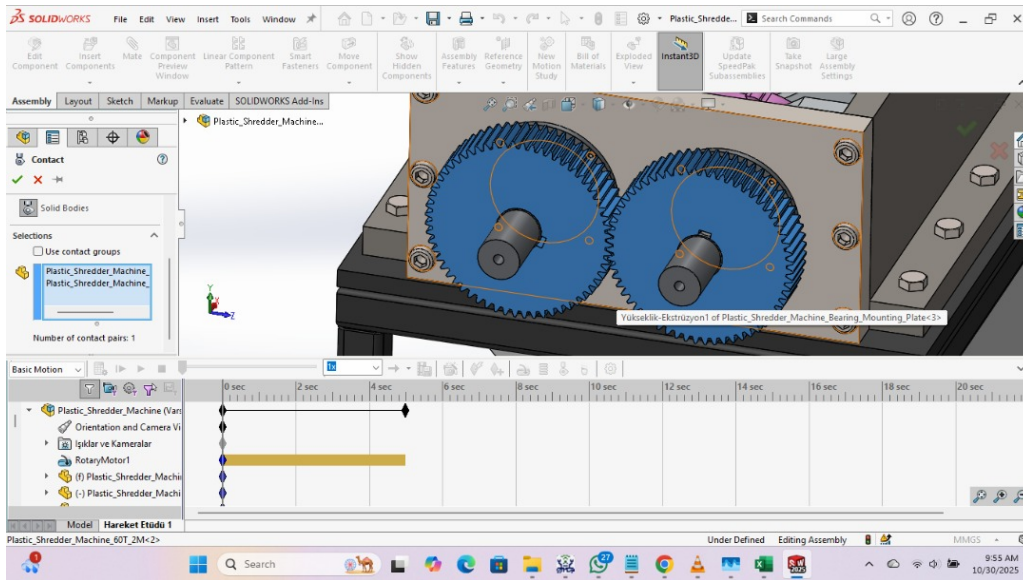 SOLIDWORKS File Edit View Insert Tools Window Plastic_Shredde... Search Commands
Edit Component Insert Components Mate Component Preview Window Linear Component Pattern Smart Fasteners Move Component Show Hidden Components Assembly Features Reference Geometry New Motion Study Bill of Materials Exploded View Instant3D Update SpeedPak Subassemblies Take Snapshot Large Assembly Settings
Assembly Layout Sketch Markup Evaluate SOLIDWORKS Add-Ins
Plastic_Shredder_Machine...
Contact
Solid Bodies
Selections
Use contact groups
Plastic_Shredder_Machine_
Plastic_Shredder_Machine_
Number of contact pairs: 1
Y
Z
Yükseklik-Ekstrüzyon1 of Plastic_Shredder_Machine_Bearing_Mounting_Plate<3>
Basic Motion 1x
0 sec 2 sec 4 sec 6 sec 8 sec 10 sec 12 sec 14 sec 16 sec 18 sec 20 sec
Plastic_Shredder_Machine (Vars
Orientation and Camera Vi
Işıklar ve Kameralar
RotaryMotor1
(f) Plastic_Shredder_Machin
(-) Plastic_Shredder_Machi
Model Hareket Etüdü 1
Plastic_Shredder_Machine_60T_2M<2> Under Defined Editing Assembly MMGS
Search 27 9:55 AM
10/30/2025